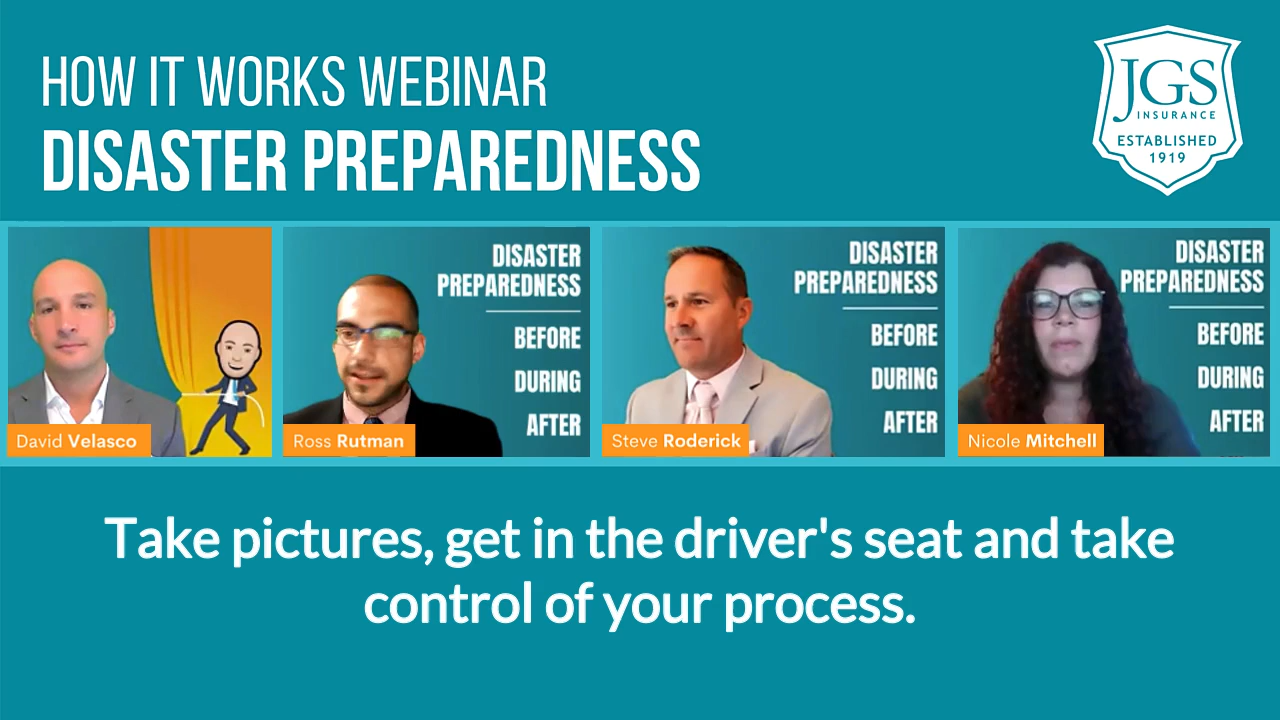 HOW IT WORKS WEBINAR
DISASTER PREPAREDNESS
JGS
INSURANCE
ESTABLISHED
1919
DISASTER
PREPAREDNESS
BEFORE
DURING
AFTER
DISASTER
PREPAREDNESS
BEFORE
DURING
AFTER
DISASTER
PREPAREDNESS
BEFORE
DURING
AFTER
David Velasco
Ross Rutman
Steve Roderick
Nicole Mitchell
Take pictures, get in the driver's seat and take
control of your process.